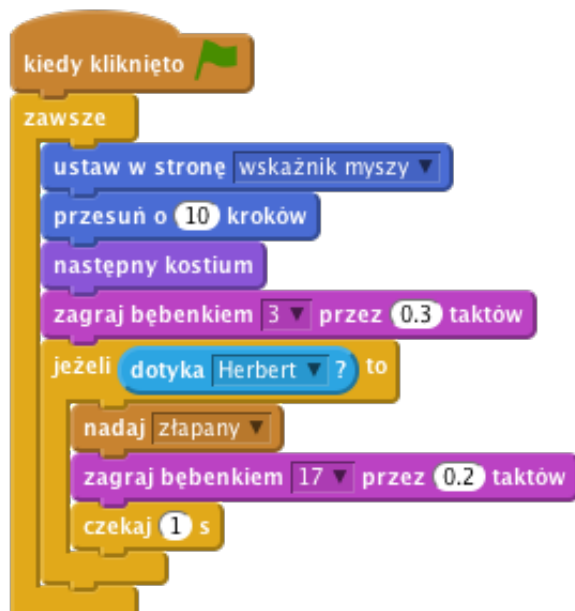 kiedy kliknięto
zawsze
ustaw w stronę wskaźnik myszy
przesuń o 10 kroków
następny kostium
zagraj bębenkiem 3 przez 0.3 taktów
jeżeli dotyka Herbert ? to
nadaj złapany
zagraj bębenkiem 17 przez 0.2 taktów
czekaj 1 s